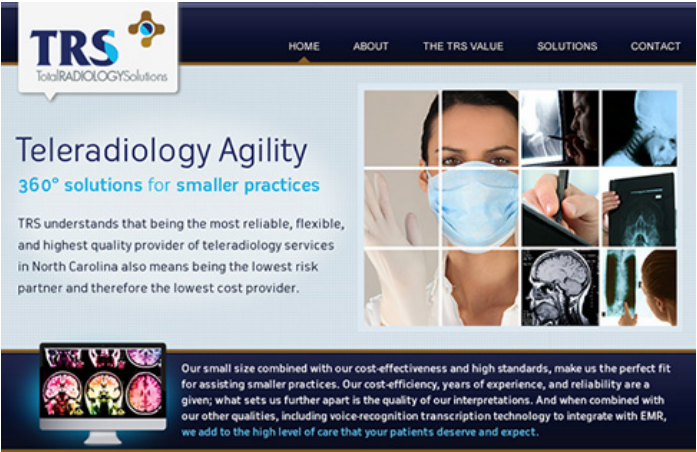 TRS
TotalRADIOLOGYSolutions
HOME ABOUT THE TRS VALUE SOLUTIONS CONTACT
Teleradiology Agility
360° solutions for smaller practices
TRS understands that being the most reliable, flexible,
and highest quality provider of teleradiology services
in North Carolina also means being the lowest risk
partner and therefore the lowest cost provider.
Our small size combined with our cost-effectiveness and high standards, make us the perfect fit
for assisting smaller practices. Our cost-efficiency, years of experience, and reliability are a
given; what sets us further apart is the quality of our interpretations. And when combined with
our other qualities, including voice-recognition transcription technology to integrate with EMR,
we add to the high level of care that your patients deserve and expect.